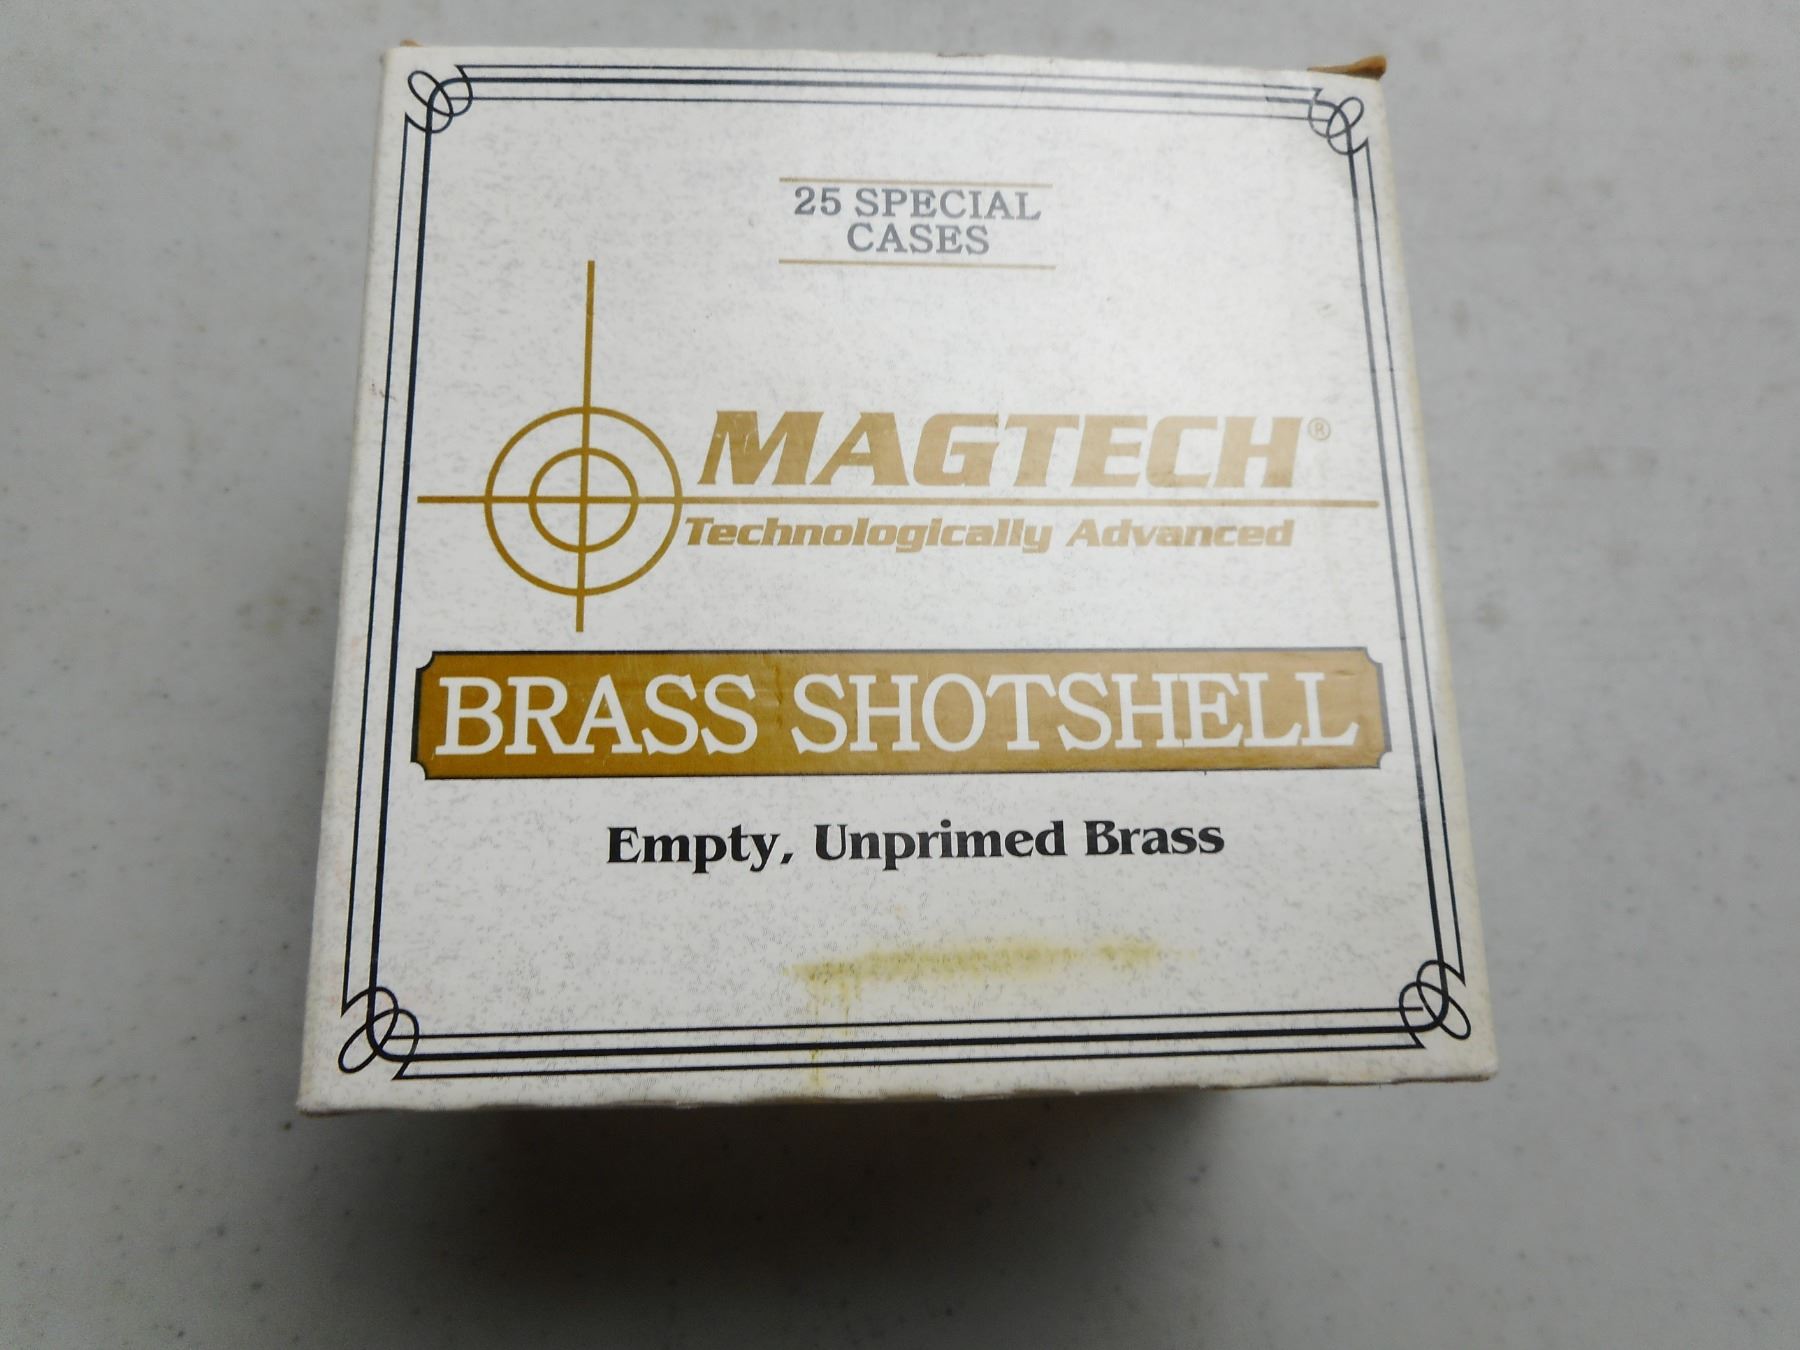 25 SPECIAL
CASES
MAGTECH®
Technologically Advanced
BRASS SHOTSHELL
Empty, Unprimed Brass